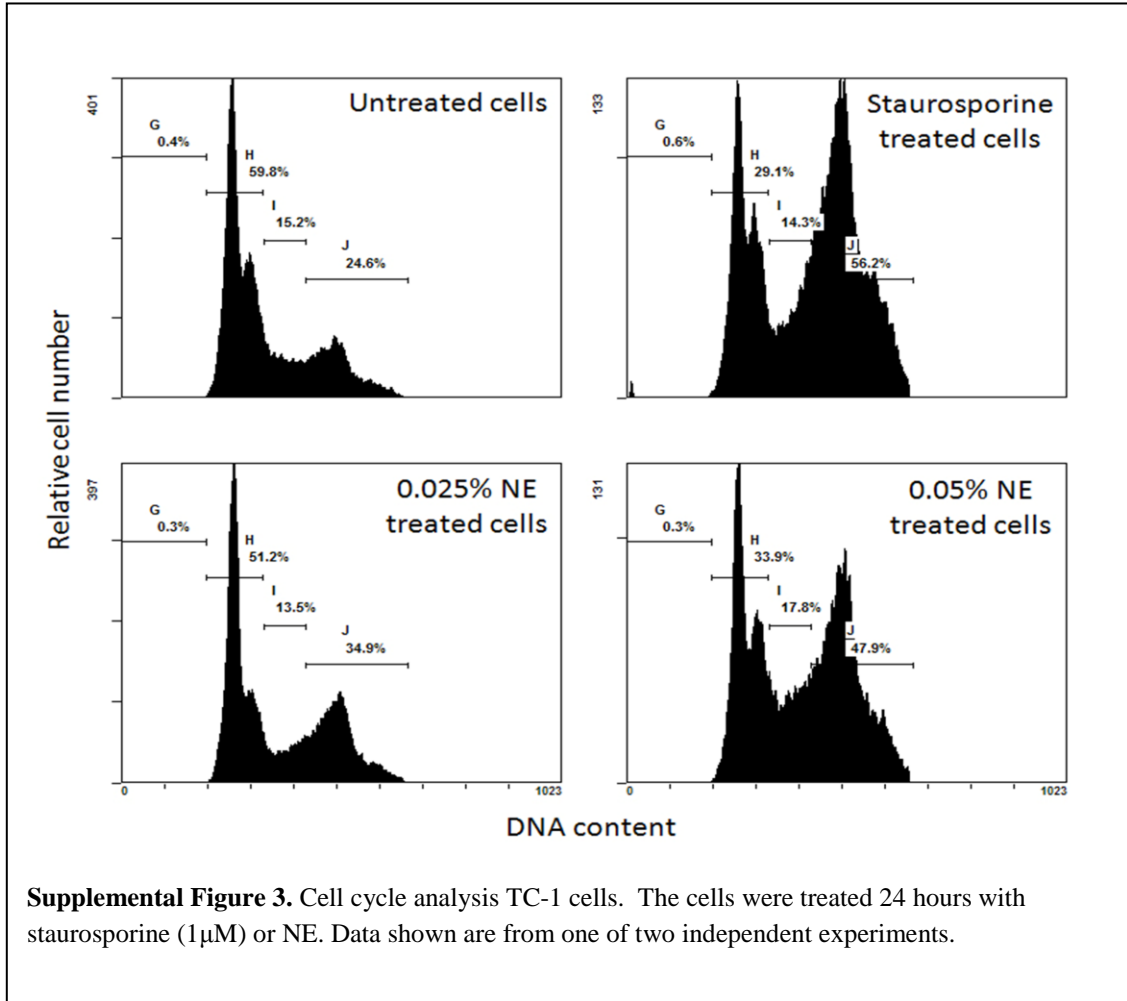 Relative cell number
401
Untreated cells
G
0.4%
H
59.8%
I
15.2%
J
24.6%
133
Staurosporine
treated cells
G
0.6%
H
29.1%
I
14.3%
J
56.2%
397
0.025% NE
treated cells
G
0.3%
H
51.2%
I
13.5%
J
34.9%
0
1023
131
0.05% NE
treated cells
G
0.3%
H
33.9%
I
17.8%
J
47.9%
0
1023
DNA content
Supplemental Figure 3. Cell cycle analysis TC-1 cells. The cells were treated 24 hours with
staurosporine (1μM) or NE. Data shown are from one of two independent experiments.